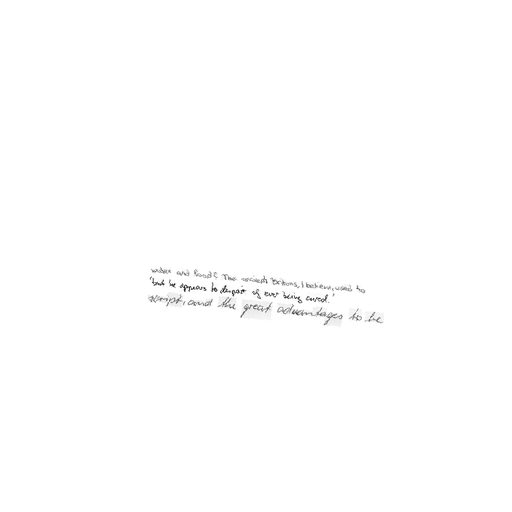 water and food? The ancient Britons, I believe, used to
'but he appears to despair of ever being cured.'
script, and the great advantages to be